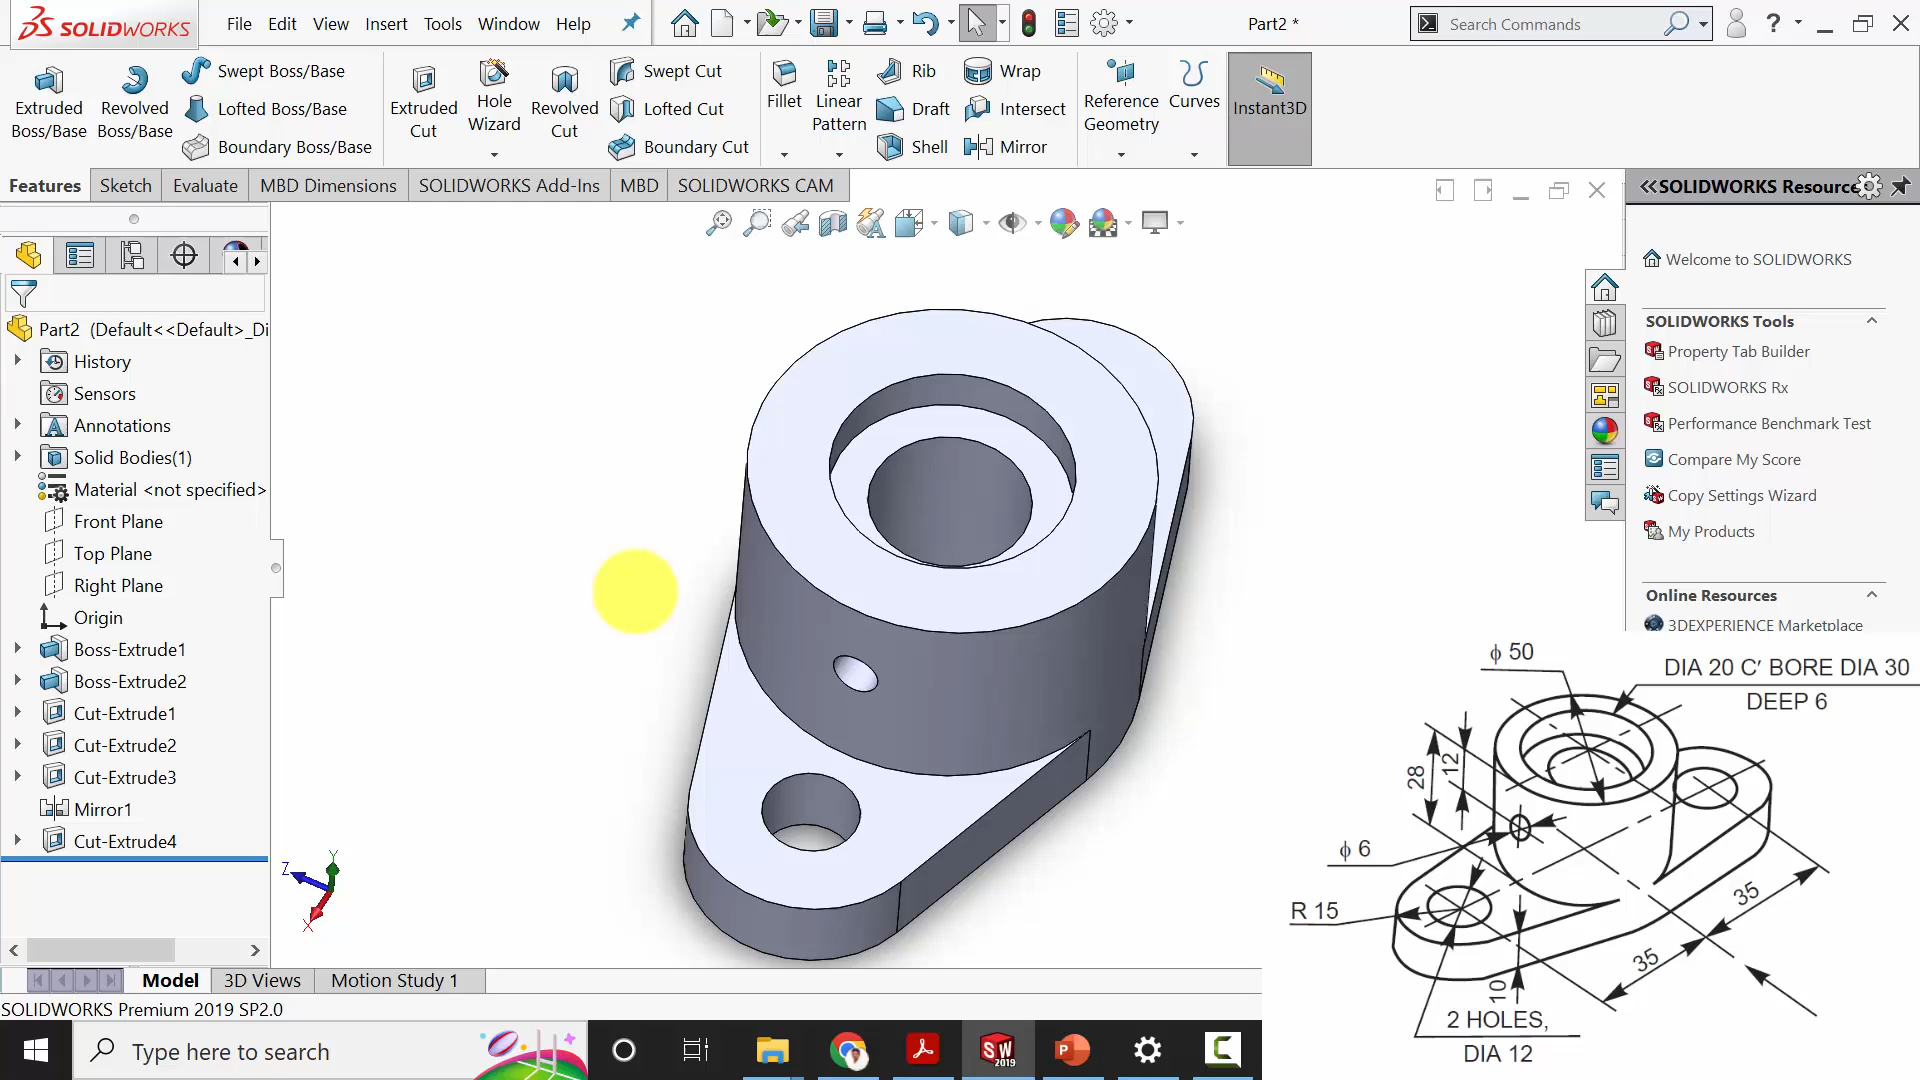 SOLIDWORKS
File Edit View Insert Tools Window Help
Part2 *
Search Commands
?
Extruded Boss/Base
Revolved Boss/Base
Swept Boss/Base
Lofted Boss/Base
Boundary Boss/Base
Extruded Cut
Hole Wizard
Revolved Cut
Swept Cut
Lofted Cut
Boundary Cut
Fillet
Linear Pattern
Rib
Draft
Shell
Wrap
Intersect
Mirror
Reference Geometry
Curves
Instant3D
Features Sketch Evaluate MBD Dimensions SOLIDWORKS Add-Ins MBD SOLIDWORKS CAM
Part2 (Default<<Default>_Di
History
Sensors
Annotations
Solid Bodies(1)
Material <not specified>
Front Plane
Top Plane
Right Plane
Origin
Boss-Extrude1
Boss-Extrude2
Cut-Extrude1
Cut-Extrude2
Cut-Extrude3
Mirror1
Cut-Extrude4
Y
Z
X
SOLIDWORKS Resource
Welcome to SOLIDWORKS
SOLIDWORKS Tools
Property Tab Builder
SOLIDWORKS Rx
Performance Benchmark Test
Compare My Score
Copy Settings Wizard
My Products
Online Resources
3DEXPERIENCE Marketplace
ϕ 50
DIA 20 C′ BORE DIA 30
DEEP 6
28
12
ϕ 6
R 15
35
35
10
2 HOLES,
DIA 12
Model 3D Views Motion Study 1
SOLIDWORKS Premium 2019 SP2.0
Type here to search
SW
2019
P
C